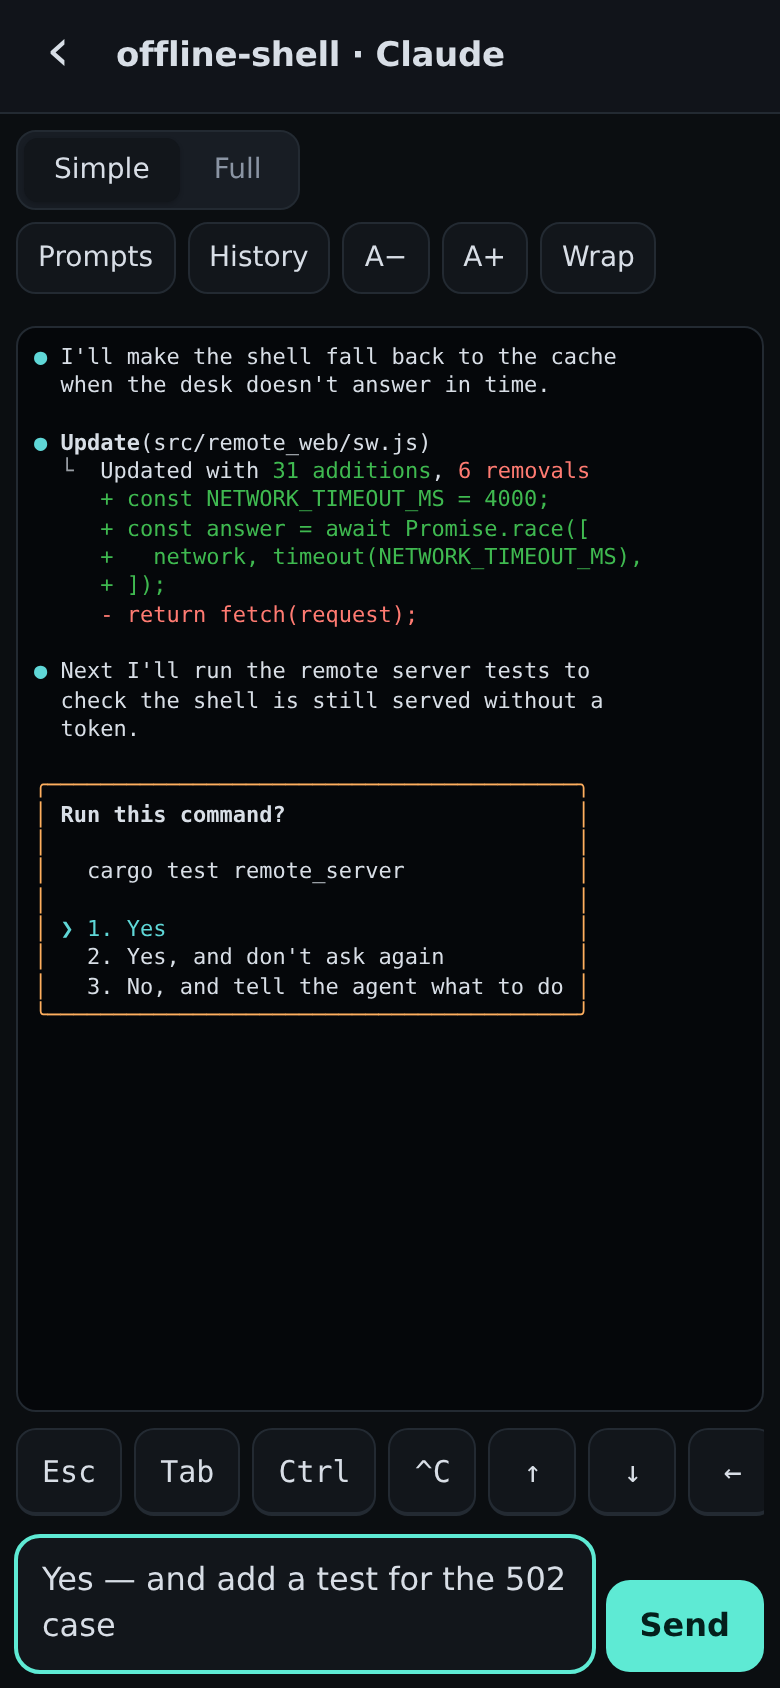 offline-shell · Claude
Simple Full
Prompts History A− A+ Wrap
● I'll make the shell fall back to the cache
when the desk doesn't answer in time.
● Update(src/remote_web/sw.js)
└ Updated with 31 additions, 6 removals
+ const NETWORK_TIMEOUT_MS = 4000;
+ const answer = await Promise.race([
+   network, timeout(NETWORK_TIMEOUT_MS),
+ ]);
- return fetch(request);
● Next I'll run the remote server tests to
check the shell is still served without a
token.
Run this command?
cargo test remote_server
❯ 1. Yes
2. Yes, and don't ask again
3. No, and tell the agent what to do
Esc Tab Ctrl ^C ↑ ↓ ←
Yes — and add a test for the 502
case
Send